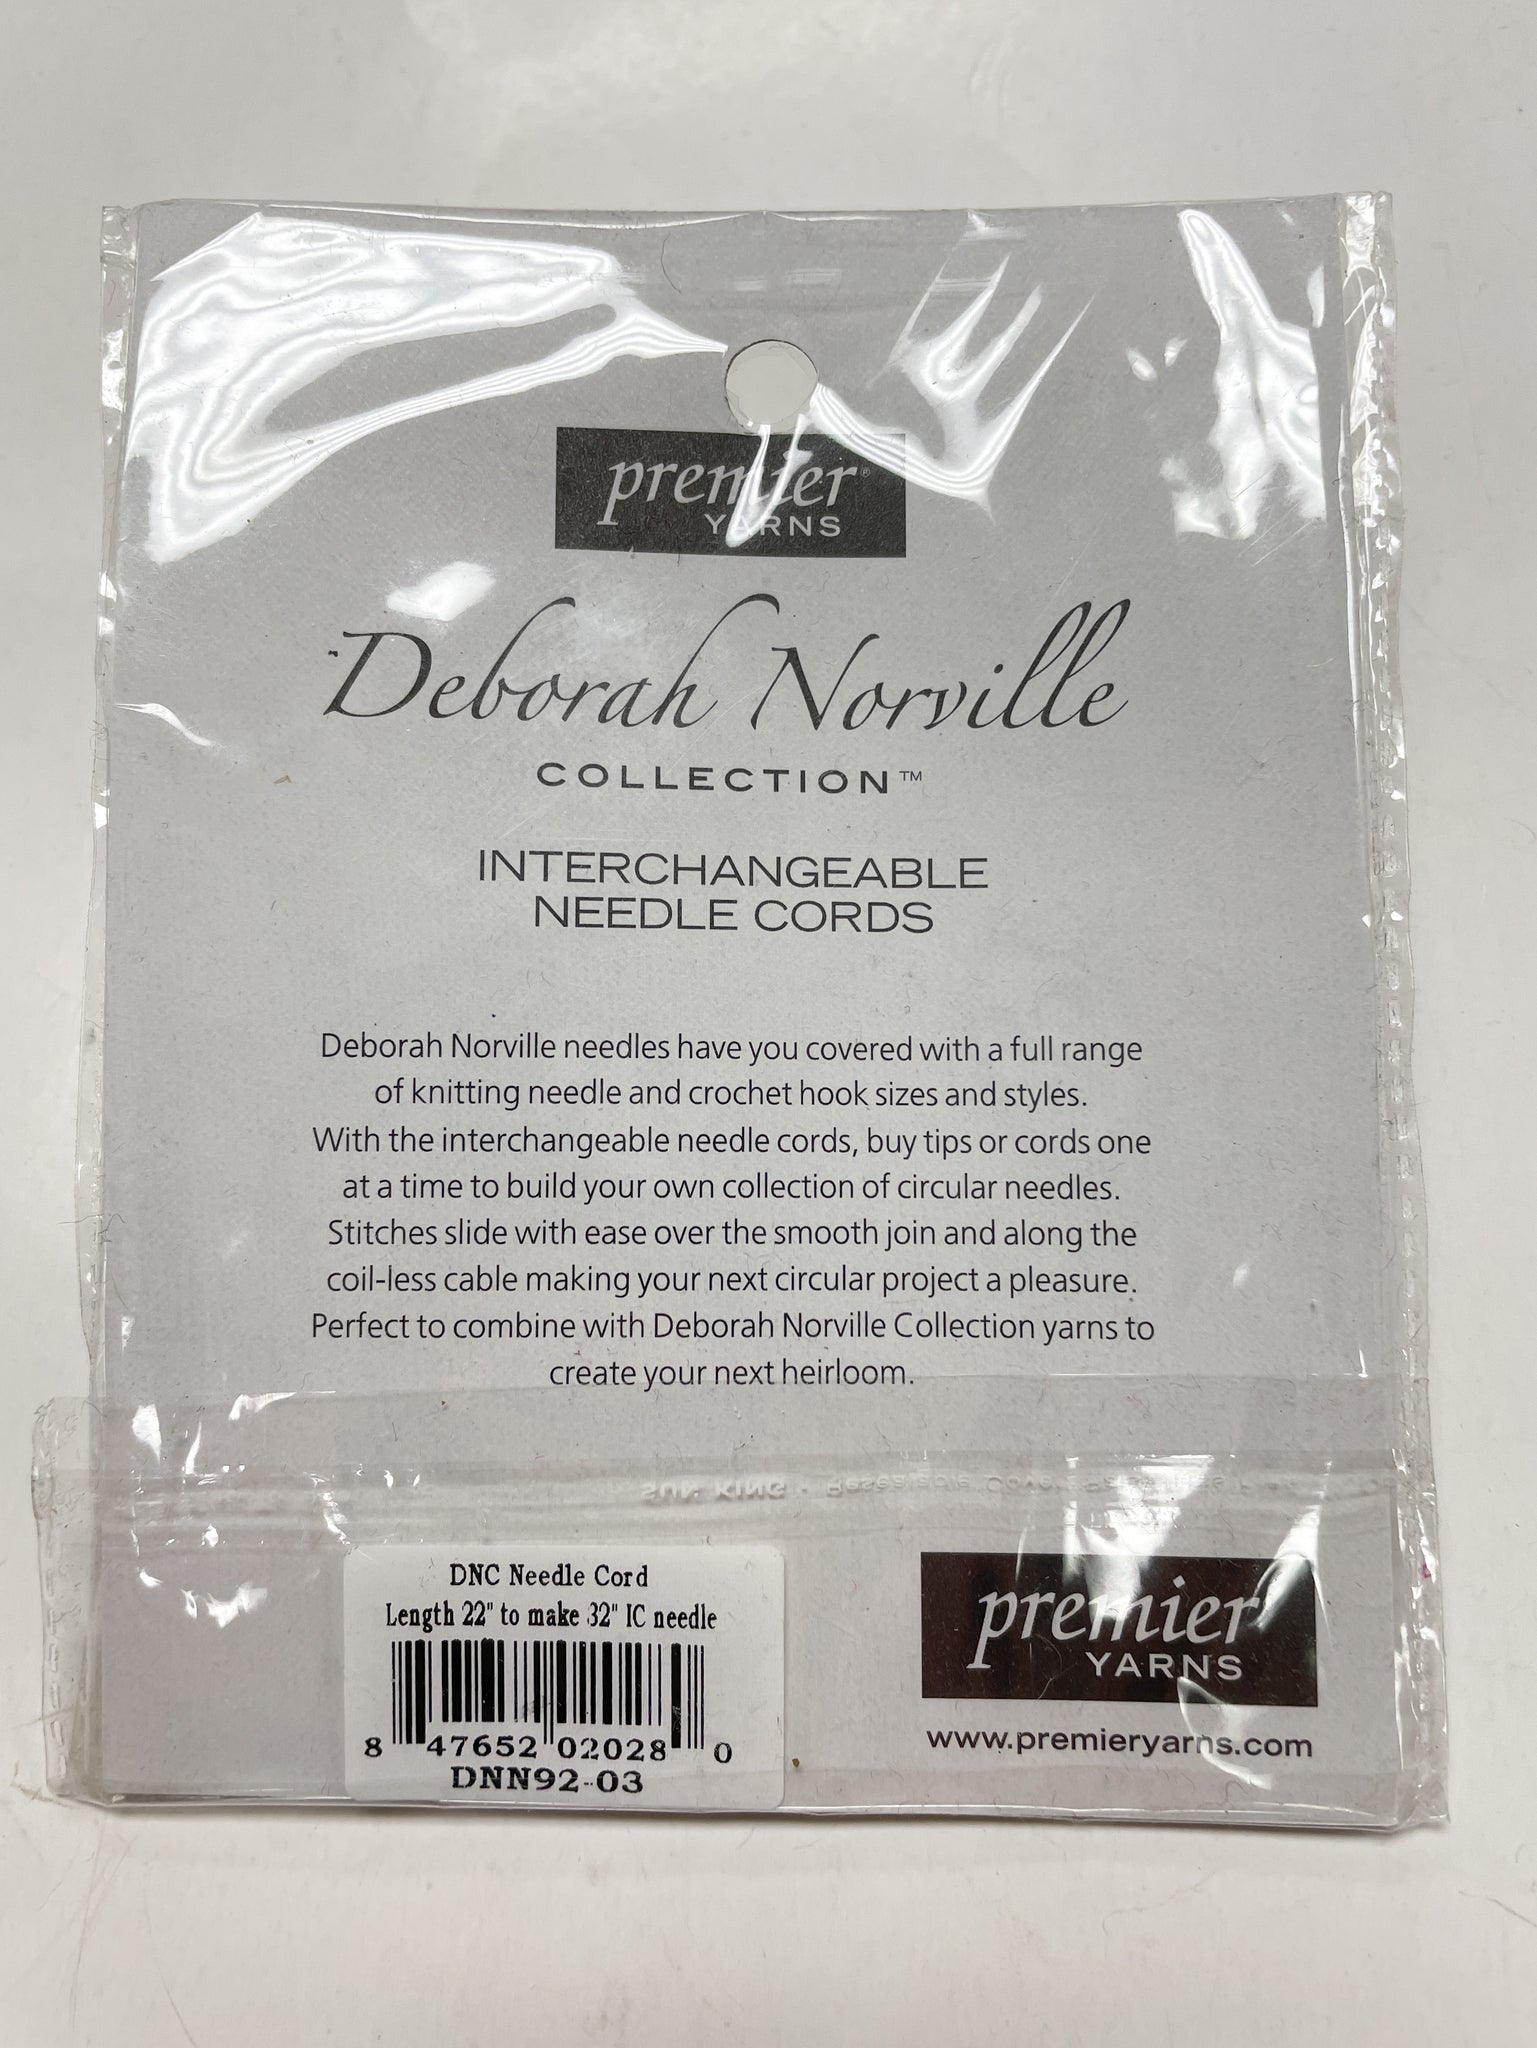 premier®
YARNS
Deborah Norville
COLLECTION™
INTERCHANGEABLE
NEEDLE CORDS
Deborah Norville needles have you covered with a full range
of knitting needle and crochet hook sizes and styles.
With the interchangeable needle cords, buy tips or cords one
at a time to build your own collection of circular needles.
Stitches slide with ease over the smooth join and along the
coil-less cable making your next circular project a pleasure.
Perfect to combine with Deborah Norville Collection yarns to
create your next heirloom.
SUN KING - Resealable
DNC Needle Cord
Length 22" to make 32" IC needle
8 47652 02028 0
DNN92-03
premier
YARNS
www.premieryarns.com